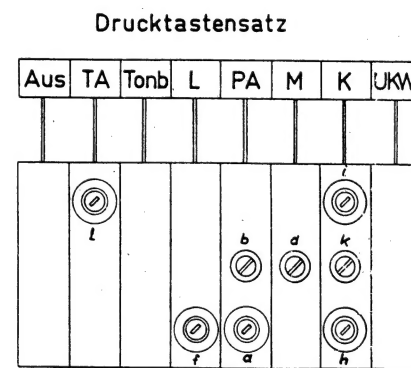 Drucktastensatz
Aus TA Tonb L PA M K UKW
i
l b d k
f a h